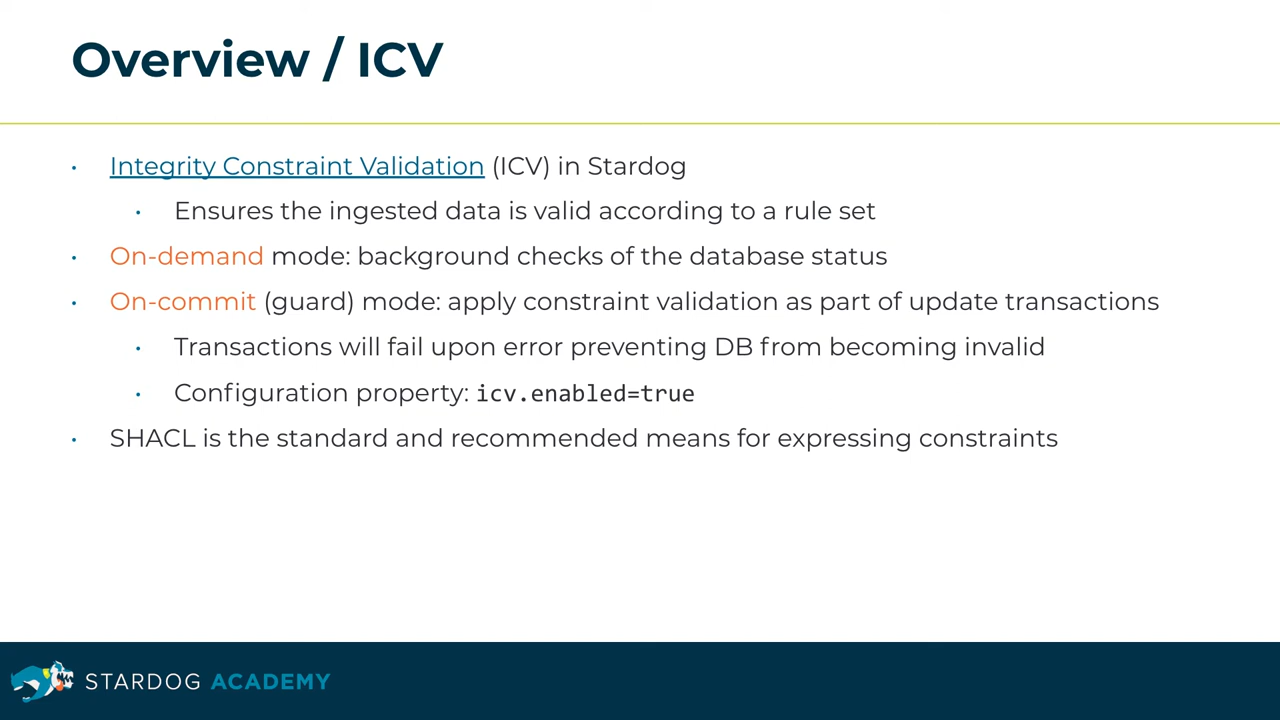 Overview / ICV
• Integrity Constraint Validation (ICV) in Stardog
• Ensures the ingested data is valid according to a rule set
• On-demand mode: background checks of the database status
• On-commit (guard) mode: apply constraint validation as part of update transactions
• Transactions will fail upon error preventing DB from becoming invalid
• Configuration property: icv.enabled=true
• SHACL is the standard and recommended means for expressing constraints
STARDOG ACADEMY